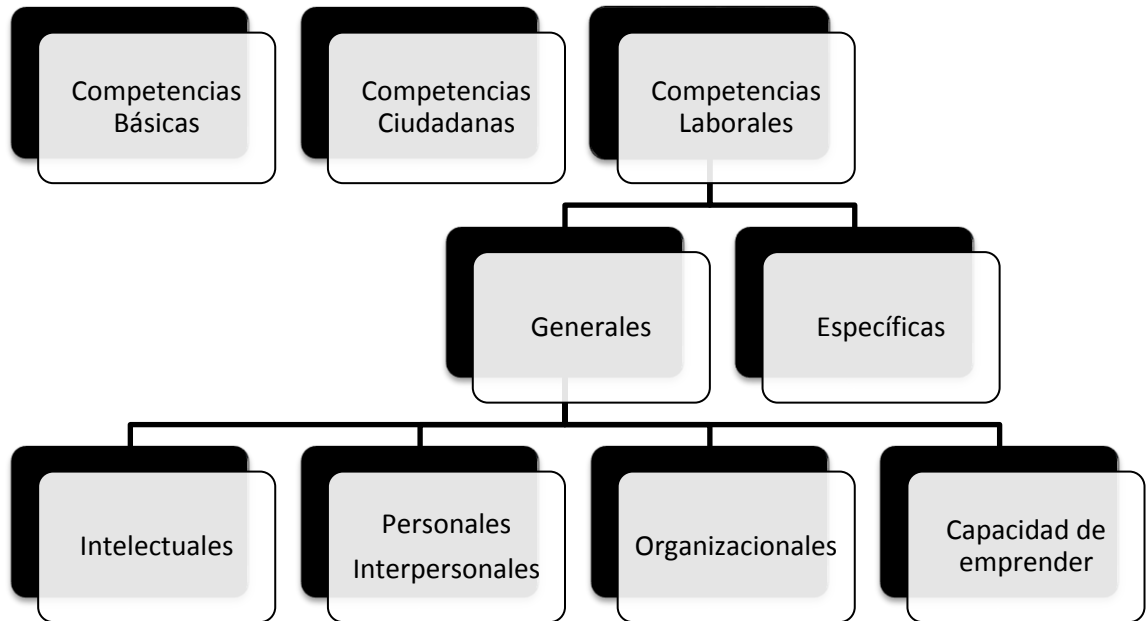 Competencias
Básicas
Competencias
Ciudadanas
Competencias
Laborales
Generales
Específicas
Intelectuales
Personales
Interpersonales
Organizacionales
Capacidad de
emprender